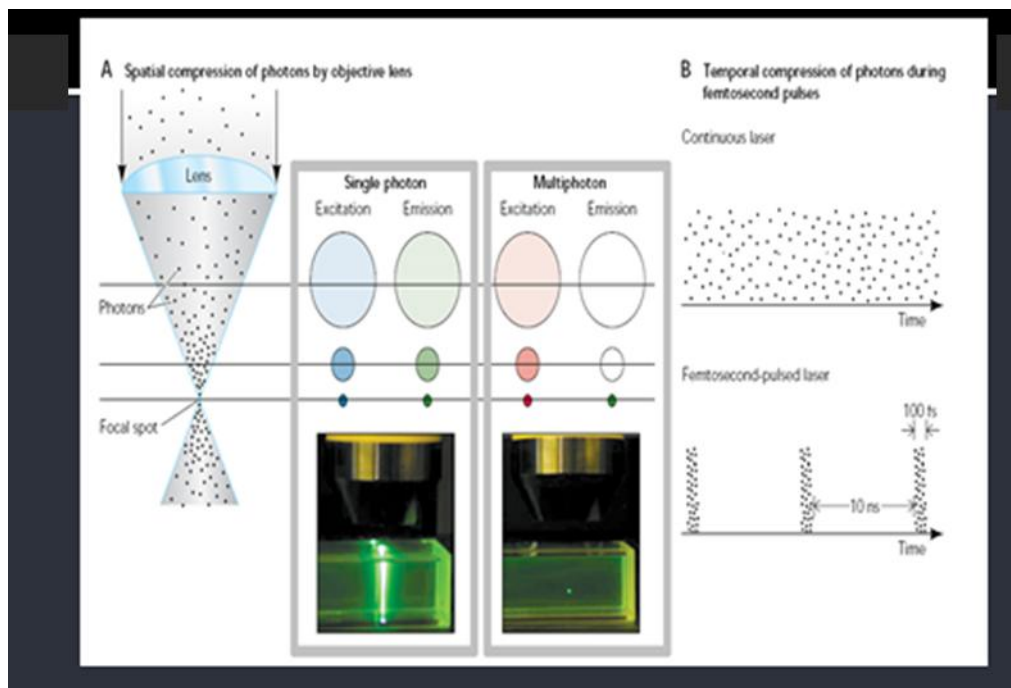 A Spatial compression of photons by objective lens
Lens
Photons
Focal spot
Single photon
Excitation Emission
Multiphoton
Excitation Emission
B Temporal compression of photons during
femtosecond pulses
Continuous laser
Time
Femtosecond-pulsed laser
100 fs
10 ns
Time